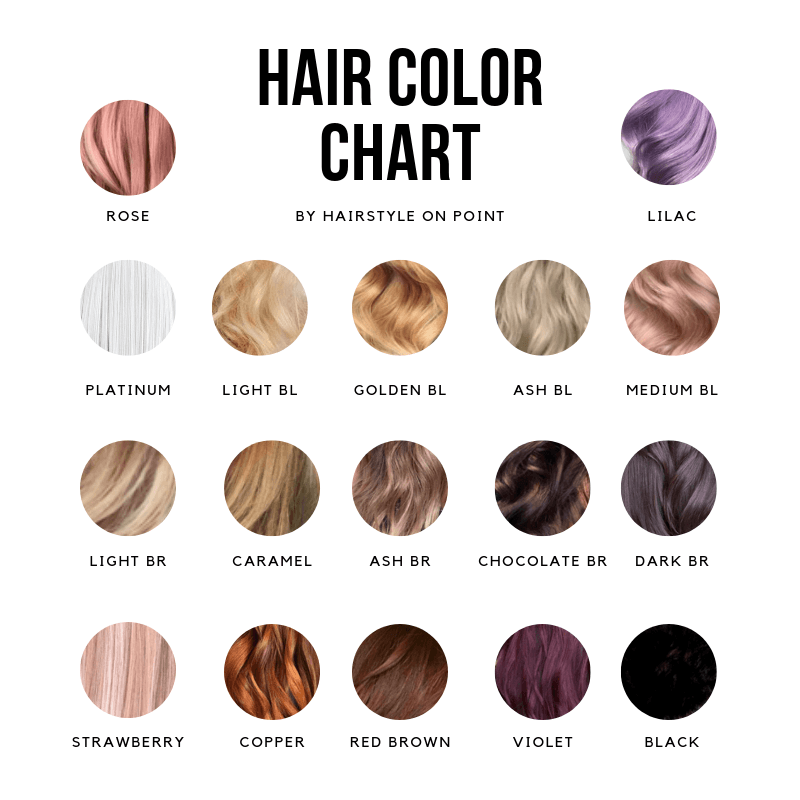 HAIR COLOR
CHART
ROSE
BY HAIRSTYLE ON POINT
LILAC
PLATINUM
LIGHT BL
GOLDEN BL
ASH BL
MEDIUM BL
LIGHT BR
CARAMEL
ASH BR
CHOCOLATE BR
DARK BR
STRAWBERRY
COPPER
RED BROWN
VIOLET
BLACK